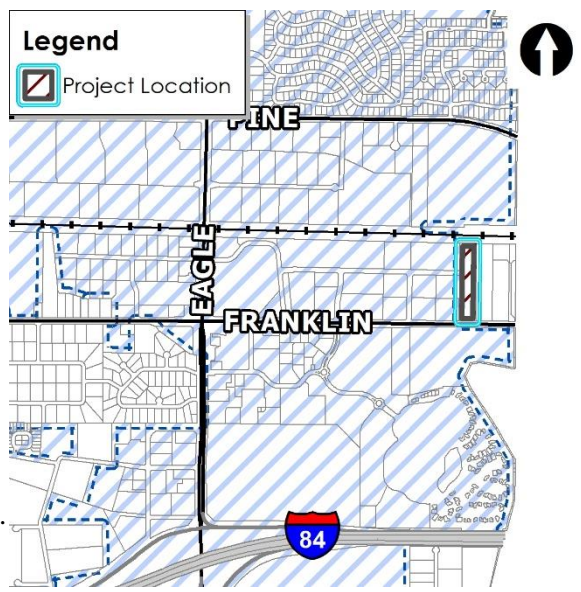 Legend
Project Location
PINE
EAGLE
FRANKLIN
84